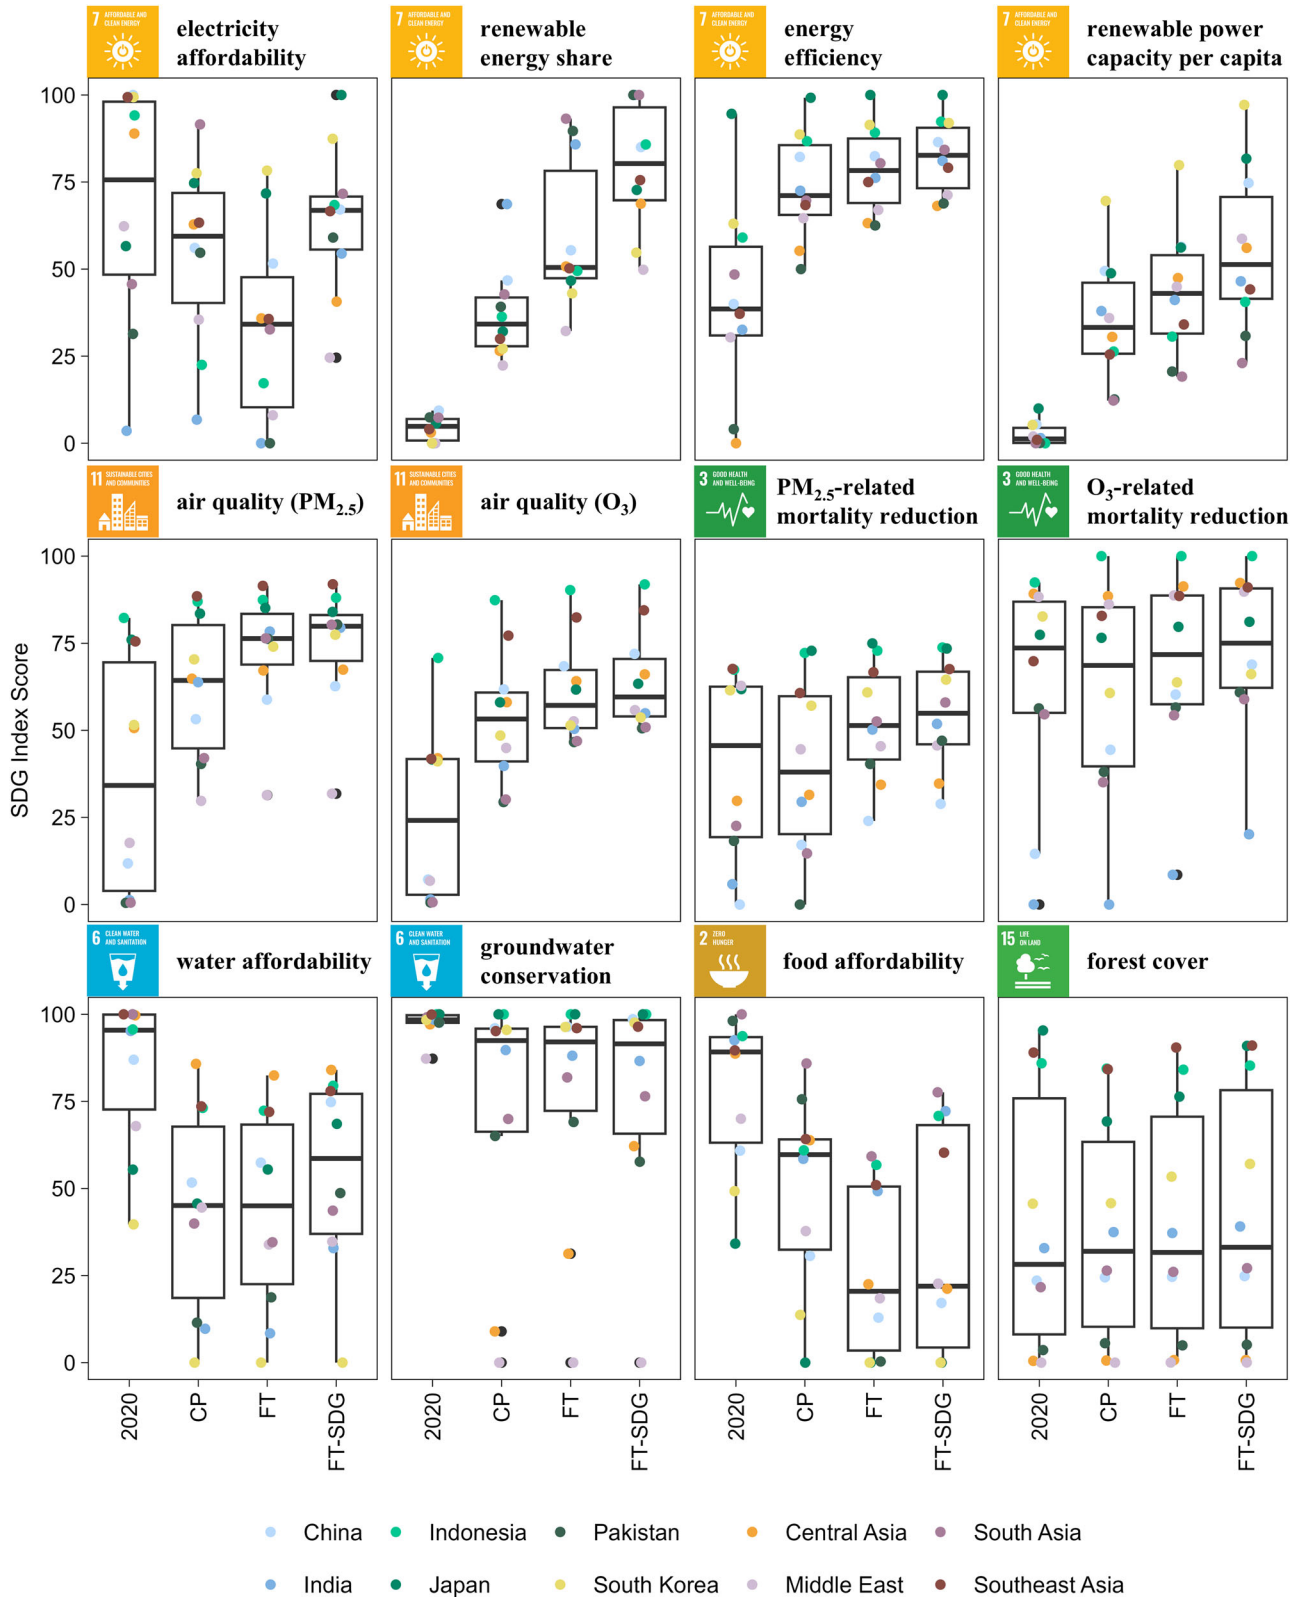 7 AFFORDABLE AND CLEAN ENERGY
electricity
affordability
7 AFFORDABLE AND CLEAN ENERGY
renewable
energy share
7 AFFORDABLE AND CLEAN ENERGY
energy
efficiency
7 AFFORDABLE AND CLEAN ENERGY
renewable power
capacity per capita
100
75
50
25
0
11 SUSTAINABLE CITIES AND COMMUNITIES
air quality (PM2.5)
11 SUSTAINABLE CITIES AND COMMUNITIES
air quality (O3)
3 GOOD HEALTH AND WELL-BEING
PM2.5-related
mortality reduction
3 GOOD HEALTH AND WELL-BEING
O3-related
mortality reduction
SDG Index Score
100
75
50
25
0
6 CLEAN WATER AND SANITATION
water affordability
6 CLEAN WATER AND SANITATION
groundwater
conservation
2 ZERO HUNGER
food affordability
15 LIFE ON LAND
forest cover
100
75
50
25
0
2020 CP FT FT-SDG
2020 CP FT FT-SDG
2020 CP FT FT-SDG
2020 CP FT FT-SDG
China Indonesia Pakistan Central Asia South Asia
India Japan South Korea Middle East Southeast Asia